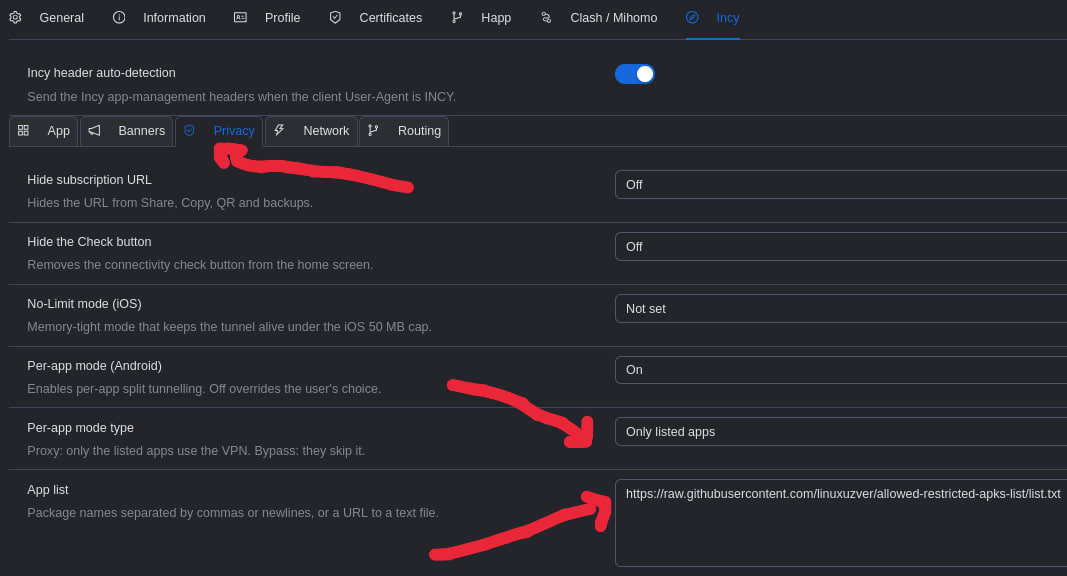 General Information Profile Certificates Happ Clash / Mihomo Incy
Incy header auto-detection
Send the Incy app-management headers when the client User-Agent is INCY.
App Banners Privacy Network Routing
Hide subscription URL
Off
Hides the URL from Share, Copy, QR and backups.
Hide the Check button
Off
Removes the connectivity check button from the home screen.
No-Limit mode (iOS)
Not set
Memory-tight mode that keeps the tunnel alive under the iOS 50 MB cap.
Per-app mode (Android)
On
Enables per-app split tunnelling. Off overrides the user's choice.
Per-app mode type
Only listed apps
Proxy: only the listed apps use the VPN. Bypass: they skip it.
App list
https://raw.githubusercontent.com/linuxuzver/allowed-restricted-apks-list/list.txt
Package names separated by commas or newlines, or a URL to a text file.